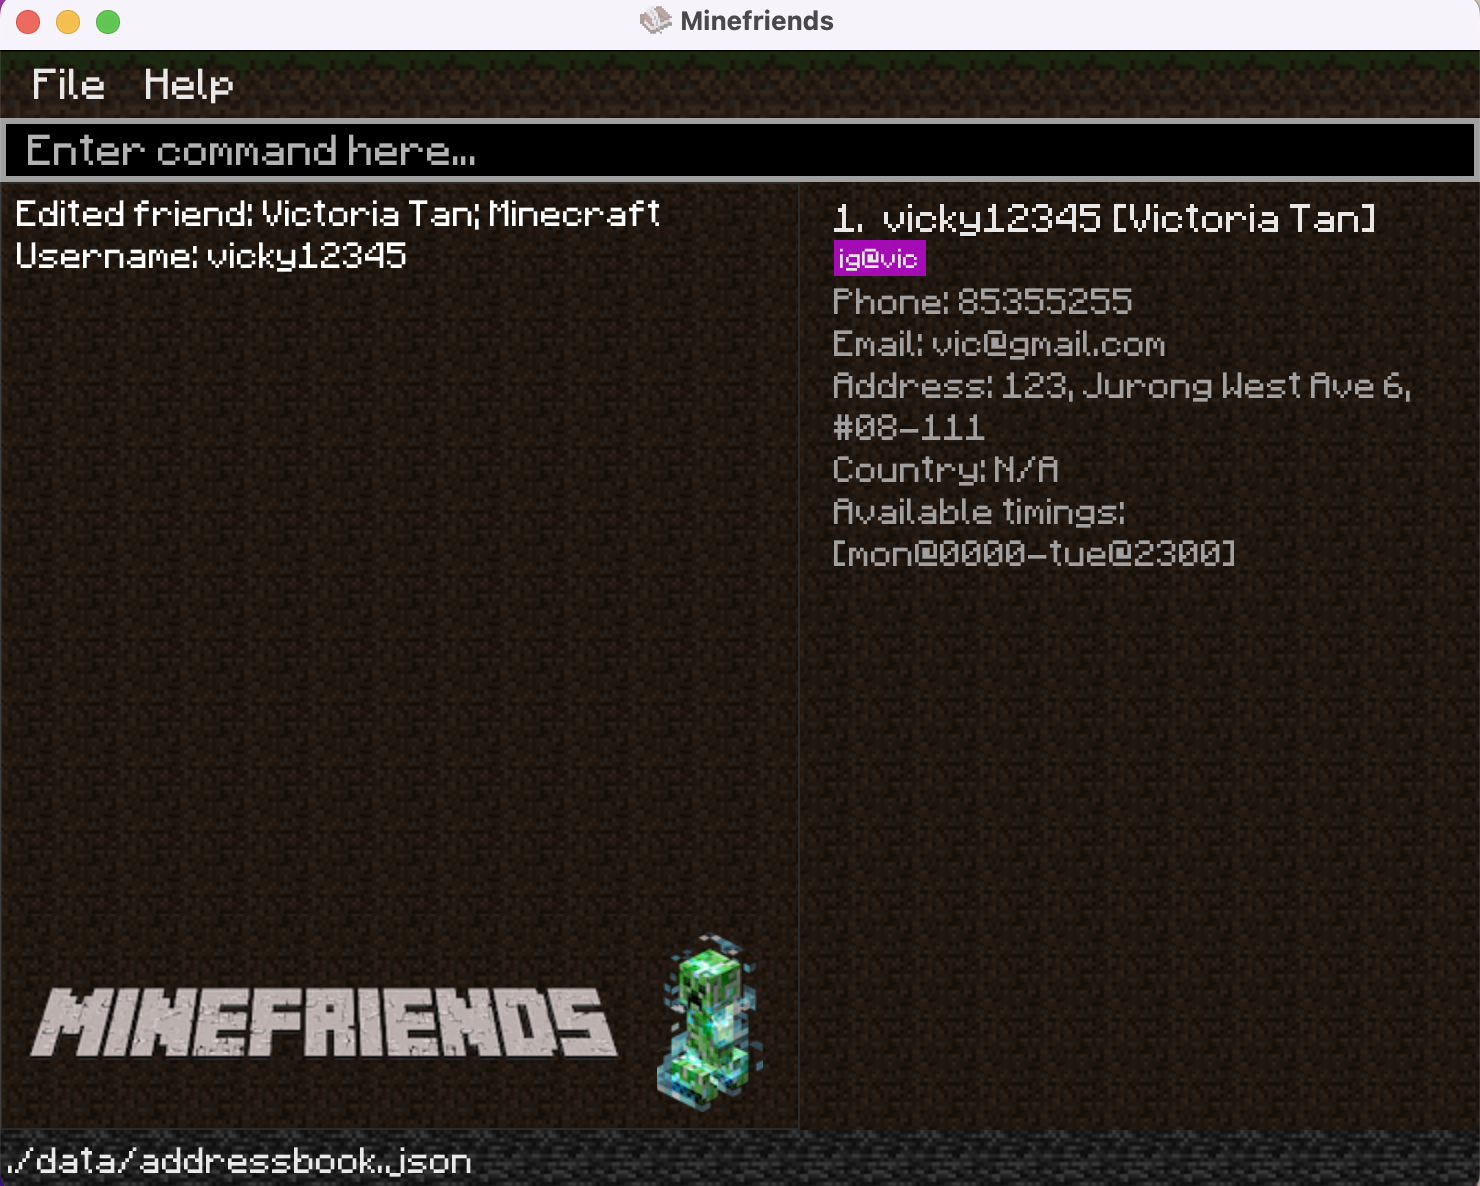 Minefriends
File Help
Enter command here...
Edited friend: Victoria Tan; Minecraft
Username: vicky12345
1. vicky12345 [Victoria Tan]
ig@vic
Phone: 85355255
Email: vic@gmail.com
Address: 123, Jurong West Ave 6,
#08-111
Country: N/A
Available timings:
[mon@0000-tue@2300]
MINEFRIENDS
./data/addressbook.json